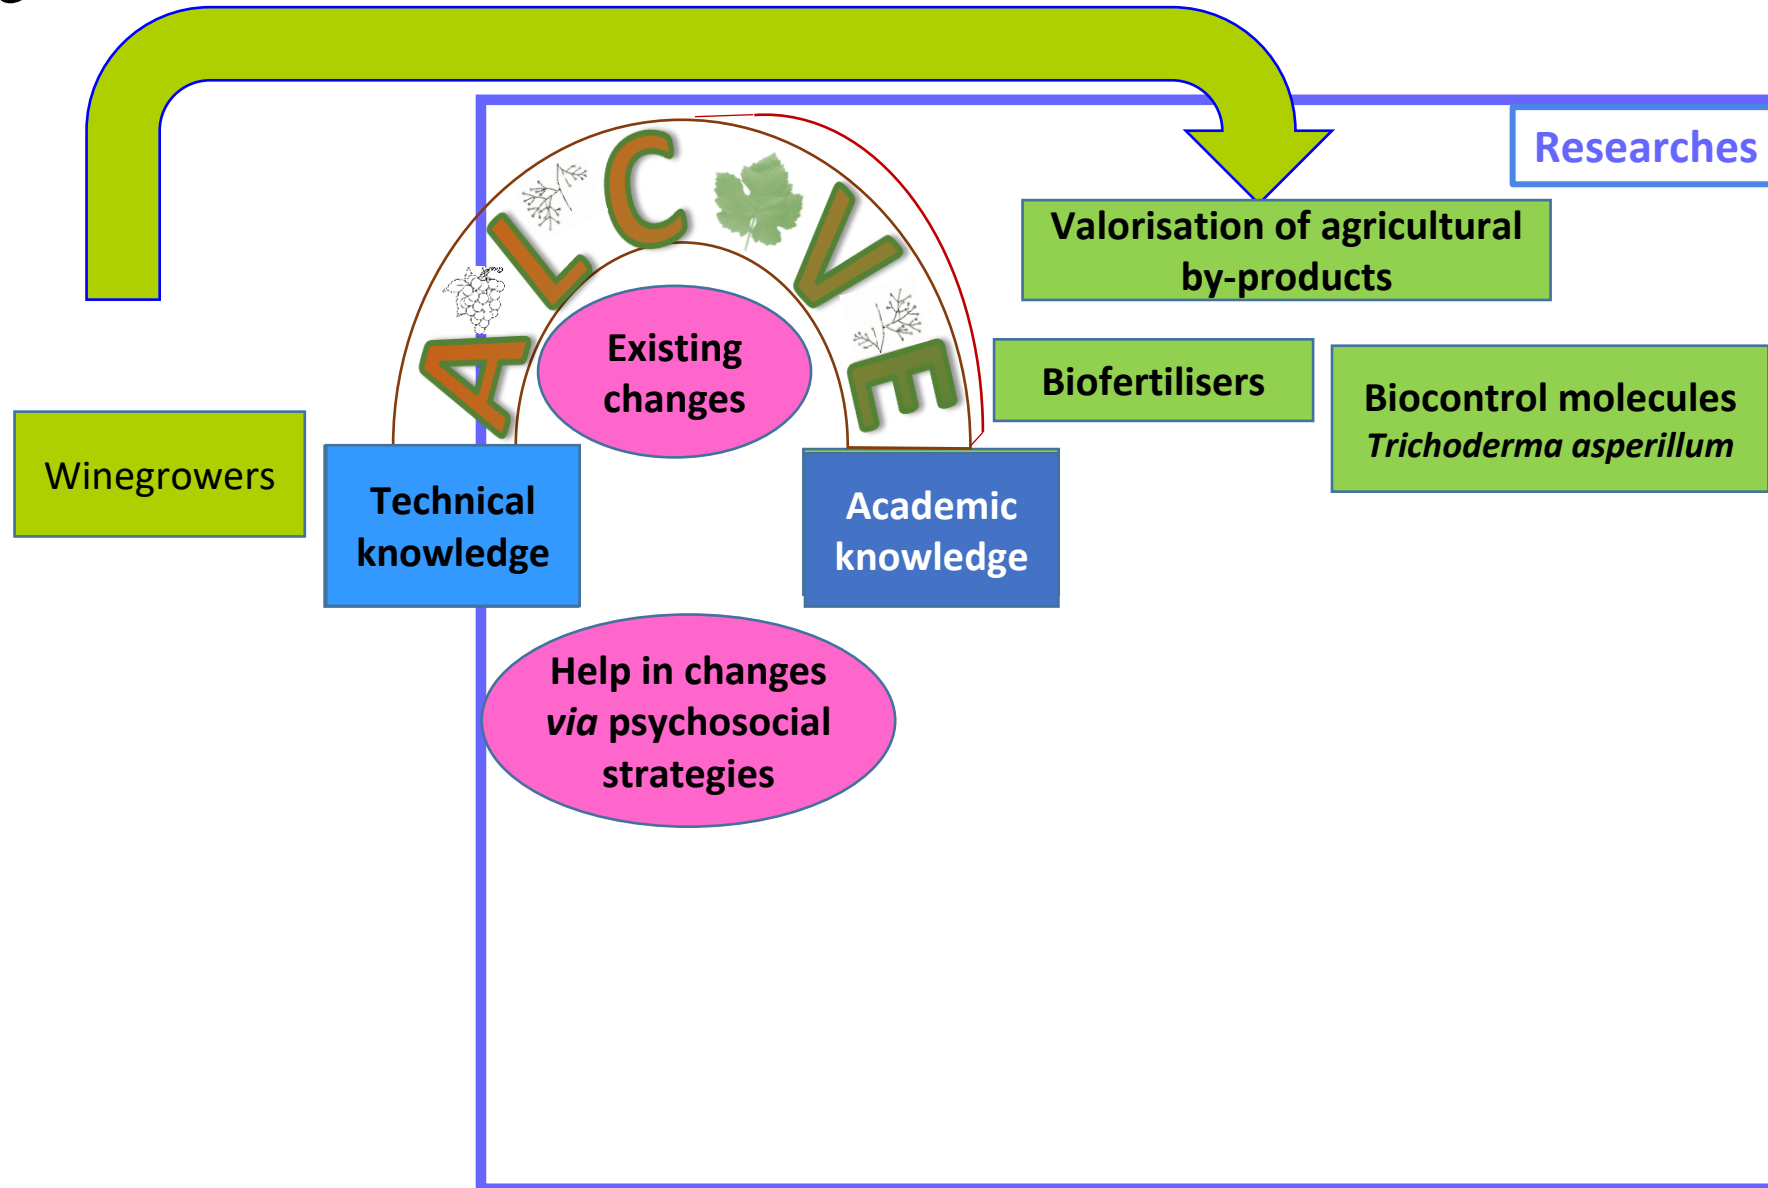 Researches
A L C V E
Valorisation of agricultural
by-products
Existing
changes
Biofertilisers
Biocontrol molecules
Trichoderma asperillum
Winegrowers
Technical
knowledge
Academic
knowledge
Help in changes
via psychosocial
strategies